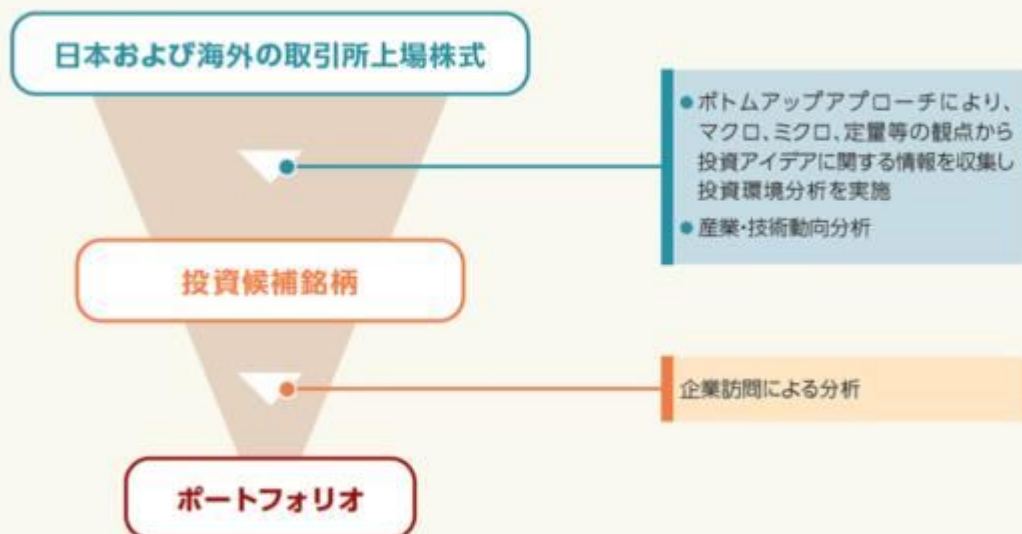 日本および海外の取引所上場株式
●ボトムアップアプローチにより、
マクロ、ミクロ、定量等の観点から
投資アイデアに関する情報を収集し
投資環境分析を実施
●産業・技術動向分析
投資候補銘柄
企業訪問による分析
ポートフォリオ